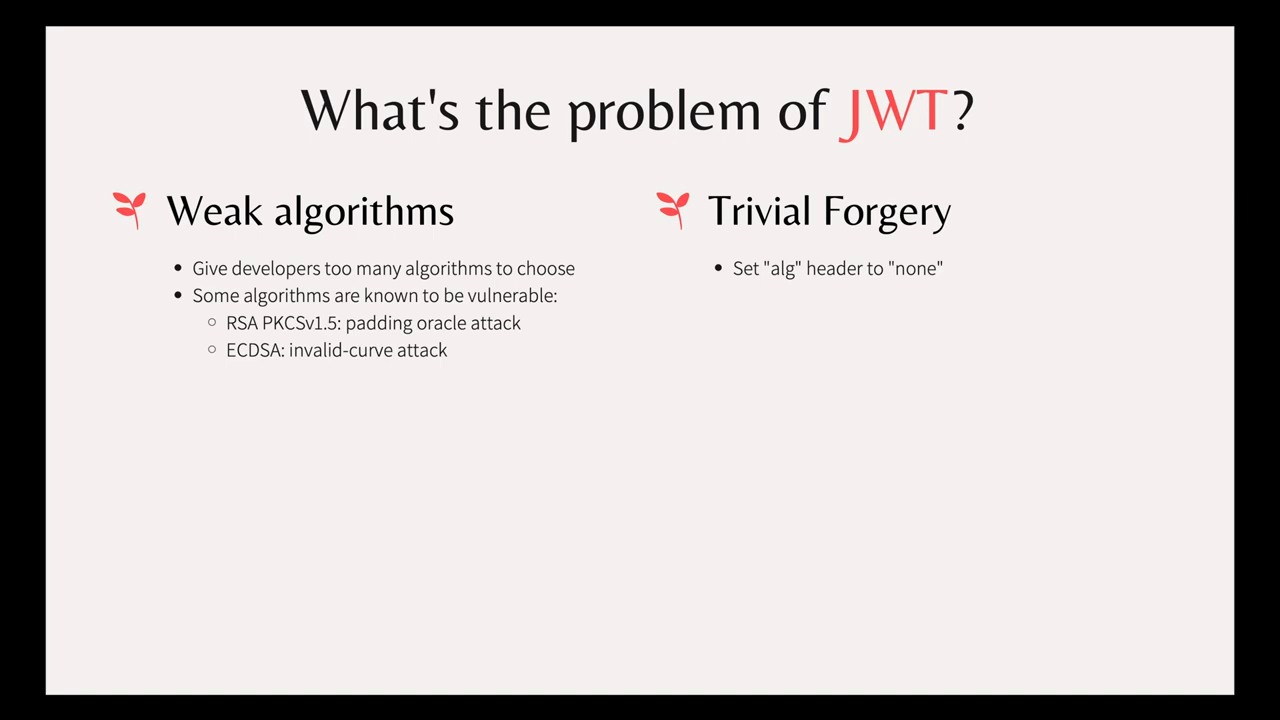 What's the problem of JWT?
Weak algorithms
Give developers too many algorithms to choose
Some algorithms are known to be vulnerable:
RSA PKCSv1.5: padding oracle attack
ECDSA: invalid-curve attack
Trivial Forgery
Set "alg" header to "none"